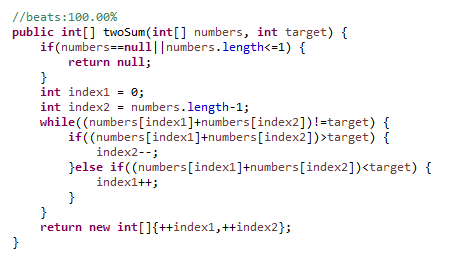 //beats:100.00%
public int[] twoSum(int[] numbers, int target) {
    if(numbers==null||numbers.length<=1) {
        return null;
    }
    int index1 = 0;
    int index2 = numbers.length-1;
    while((numbers[index1]+numbers[index2])!=target) {
        if((numbers[index1]+numbers[index2])>target) {
            index2--;
        }else if((numbers[index1]+numbers[index2])<target) {
            index1++;
        }
    }
    return new int[]{++index1,++index2};
}